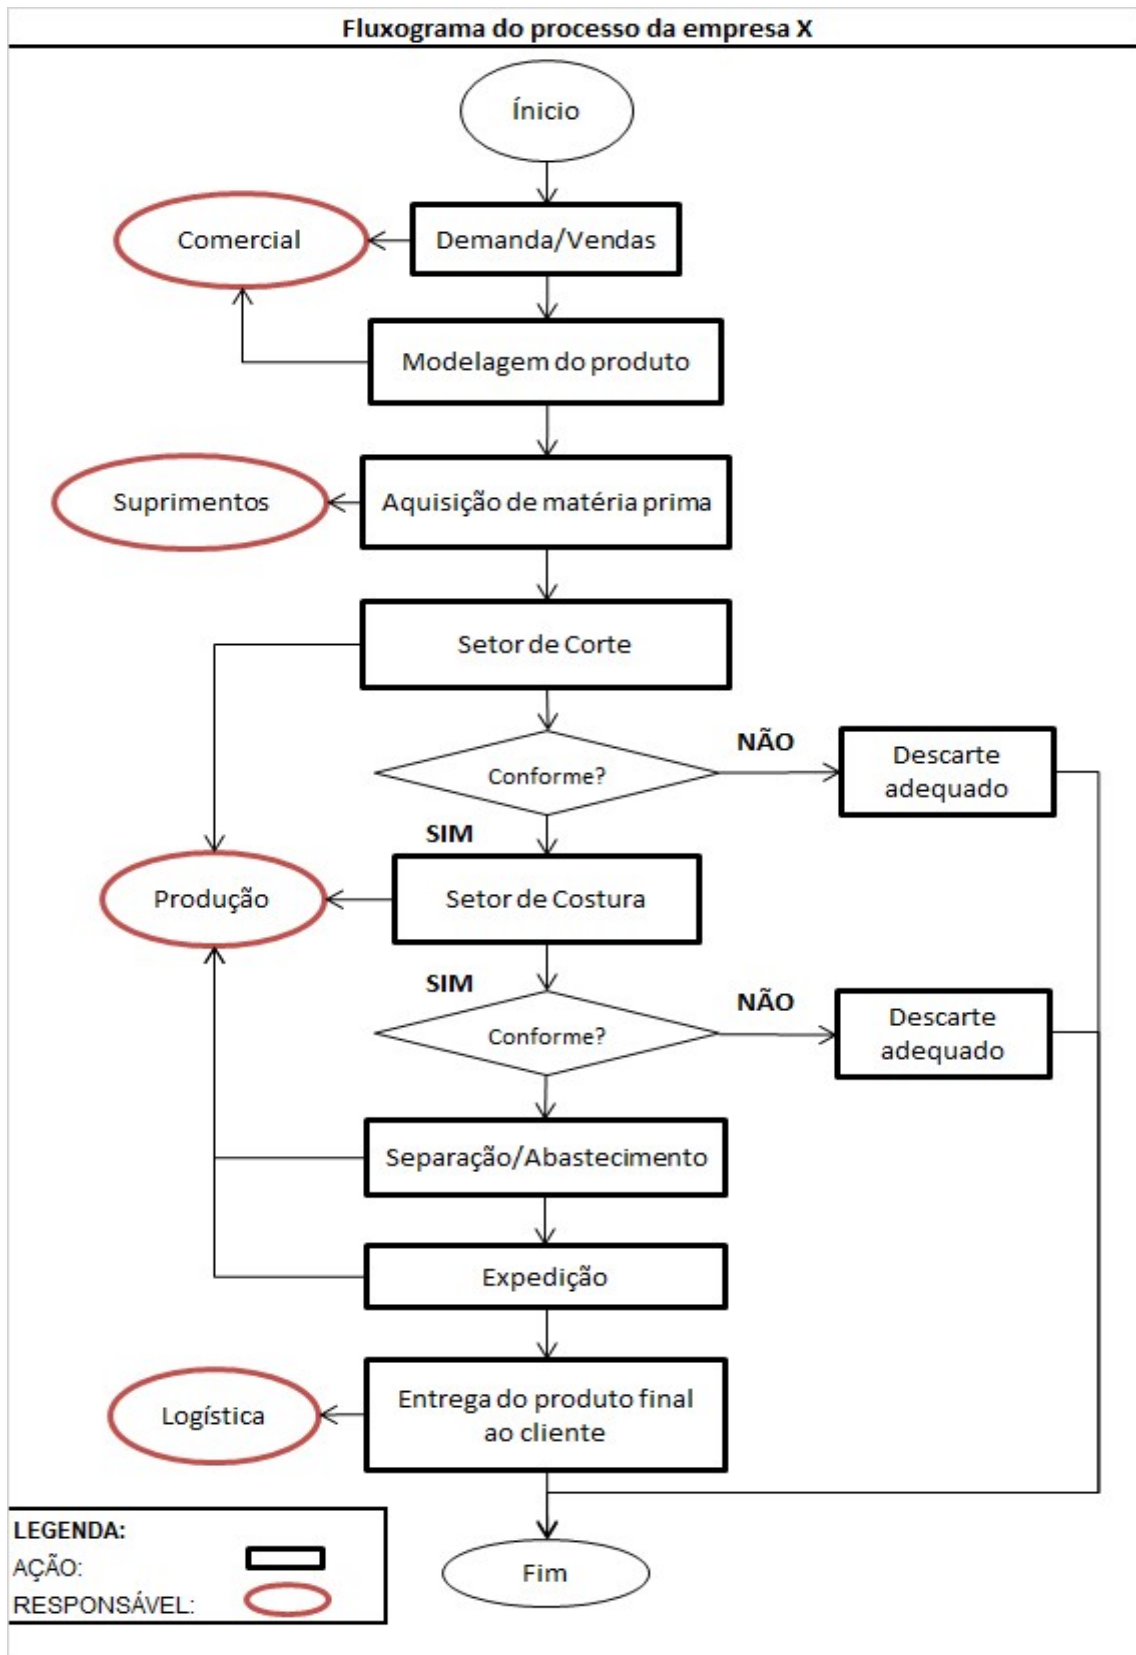 Fluxograma do processo da empresa X
Ínicio
Comercial
Demanda/Vendas
Modelagem do produto
Suprimentos
Aquisição de matéria prima
Setor de Corte
Conforme?
NÃO
Descarte
adequado
SIM
Produção
Setor de Costura
SIM
Conforme?
NÃO
Descarte
adequado
Separação/Abastecimento
Expedição
Logística
Entrega do produto final
ao cliente
LEGENDA:
AÇÃO:
RESPONSÁVEL:
Fim